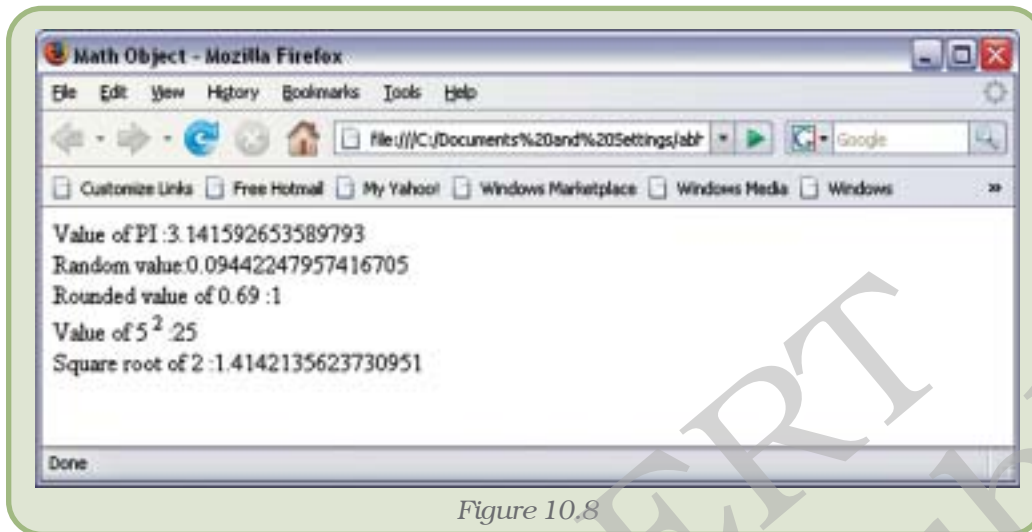 Math Object - Mozilla Firefox
File Edit View History Bookmarks Tools Help
file:///C:/Documents%20and%20Settings/abh Google
Customize Links Free Hotmail My Yahoo! Windows Marketplace Windows Media Windows »
Value of PI :3.141592653589793
Random value:0.09442247957416705
Rounded value of 0.69 :1
Value of 5 2 :25
Square root of 2 :1.4142135623730951
Done
Figure 10.8